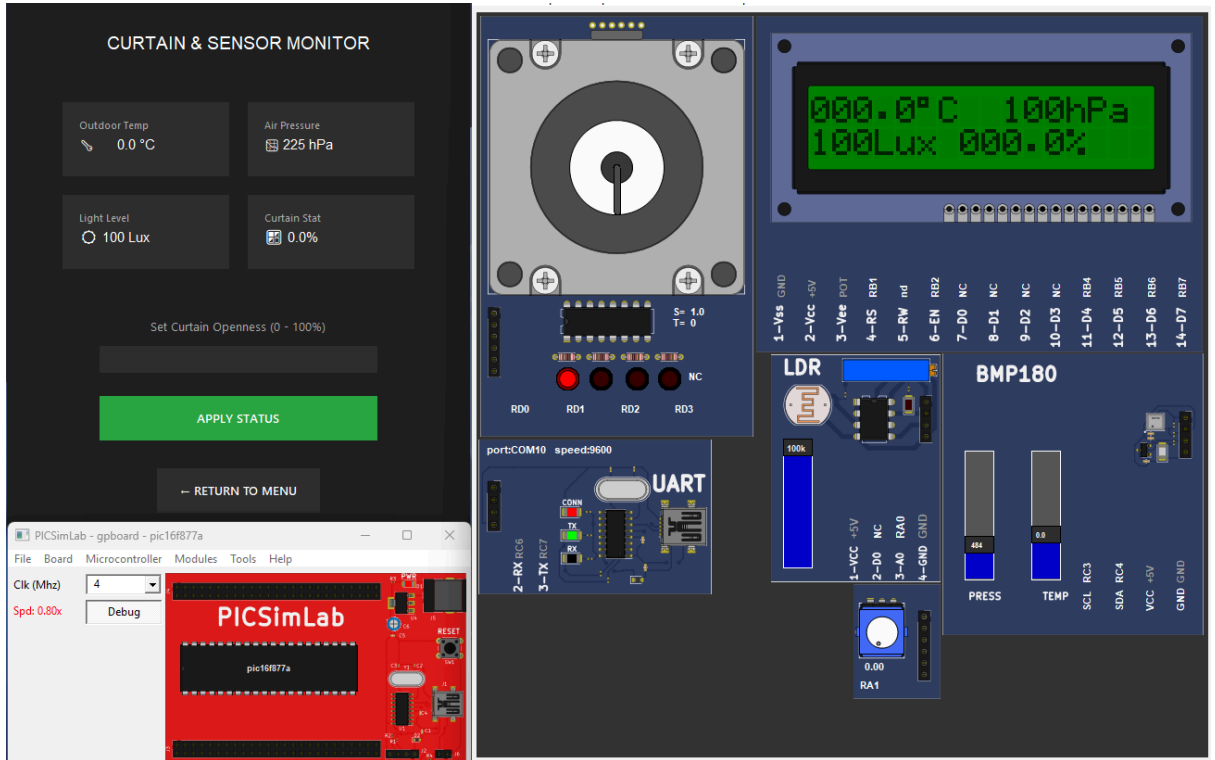 CURTAIN & SENSOR MONITOR
Outdoor Temp
0.0 °C
Air Pressure
225 hPa
Light Level
100 Lux
Curtain Stat
0.0%
Set Curtain Openness (0 - 100%)
APPLY STATUS
← RETURN TO MENU
PICSimLab - gpboard - pic16f877a
File Board Microcontroller Modules Tools Help
Clk (Mhz) 4
Spd: 0.80x Debug
PICSimLab
pic16f877a
PWR
RESET
S= 1.0
T= 0
NC
RD0 RD1 RD2 RD3
000.0°C 100hPa
100Lux 000.0%
1-Vss GND
2-Vcc +5V
3-Vee POT
4-RS RB1
5-RW nd
6-EN RB2
7-D0 NC
8-D1 NC
9-D2 NC
10-D3 NC
11-D4 RB4
12-D5 RB5
13-D6 RB6
14-D7 RB7
port:COM10 speed:9600
UART
CONN
TX
RX
2-RX RC6
3-TX RC7
LDR
100k
1-VCC +5V
2-D0 NC
3-A0 RA0
4-GND GND
0.00
RA1
BMP180
484
0.0
PRESS TEMP
SCL RC3
SDA RC4
VCC +5V
GND GND